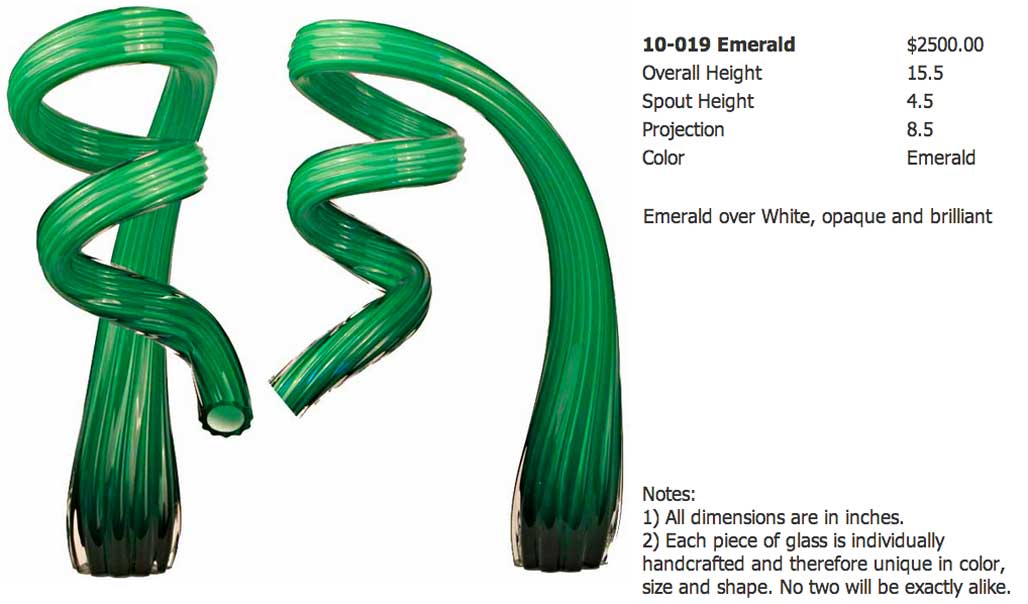 10-019 Emerald $2500.00
Overall Height 15.5
Spout Height 4.5
Projection 8.5
Color Emerald
Emerald over White, opaque and brilliant
Notes:
1) All dimensions are in inches.
2) Each piece of glass is individually
handcrafted and therefore unique in color,
size and shape. No two will be exactly alike.